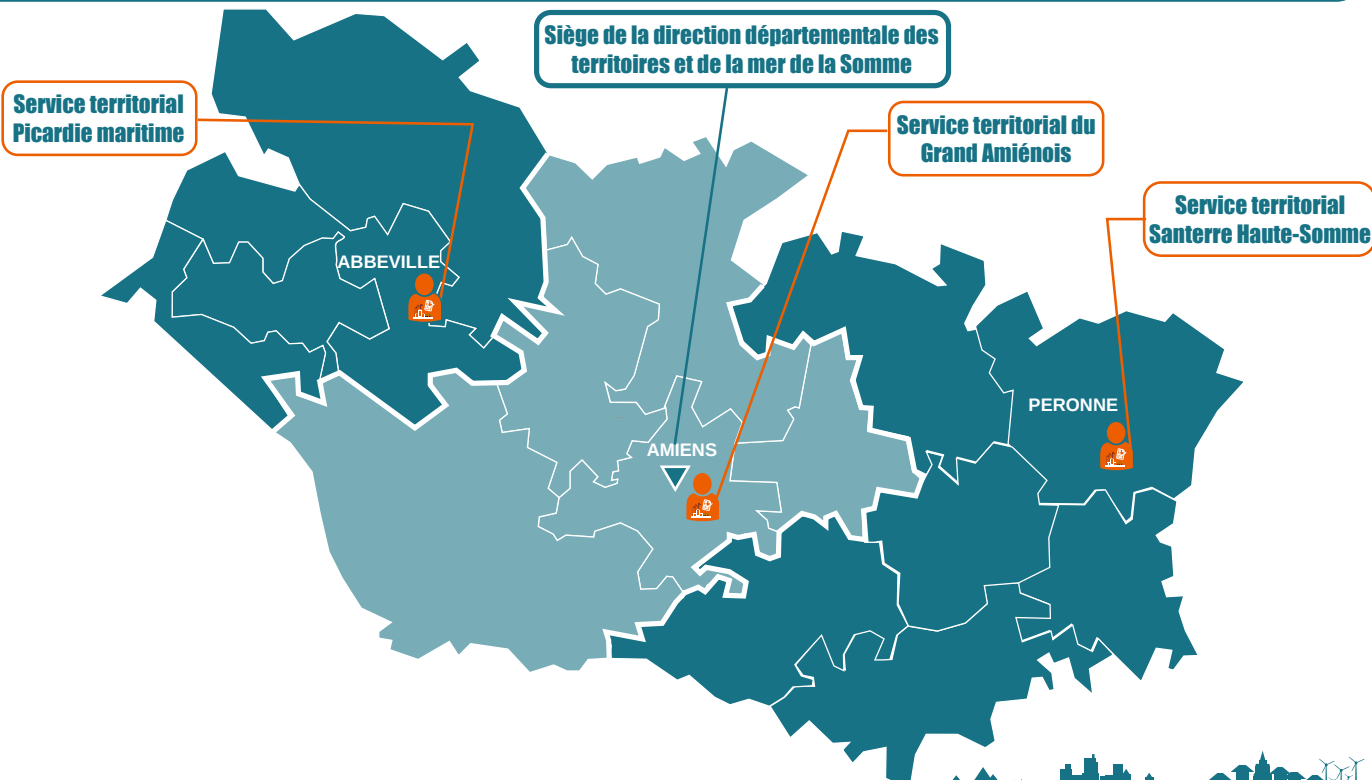 Siège de la direction départementale des
territoires et de la mer de la Somme
Service territorial
Picardie maritime
Service territorial du
Grand Amiénois
Service territorial
Santerre Haute-Somme
ABBEVILLE
PERONNE
AMIENS